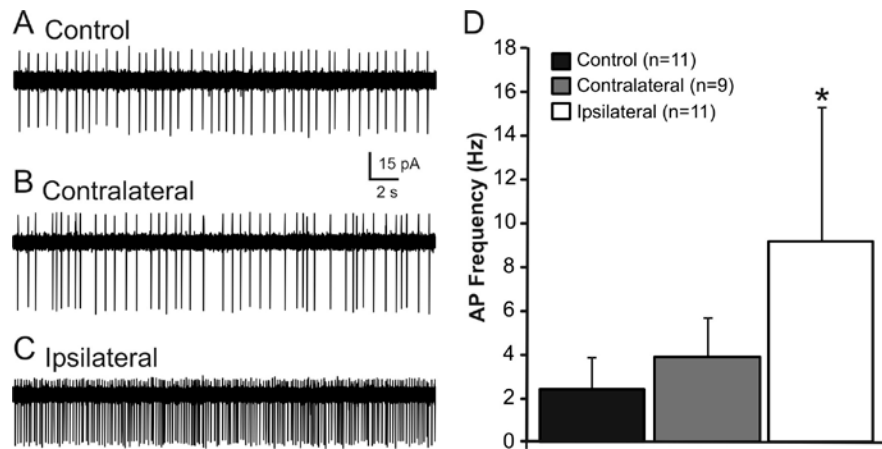 A Control
15 pA
2 s
B Contralateral
C Ipsilateral
D
AP Frequency (Hz)
18
16
14
12
10
8
6
4
2
0
Control (n=11)
Contralateral (n=9)
Ipsilateral (n=11)
*